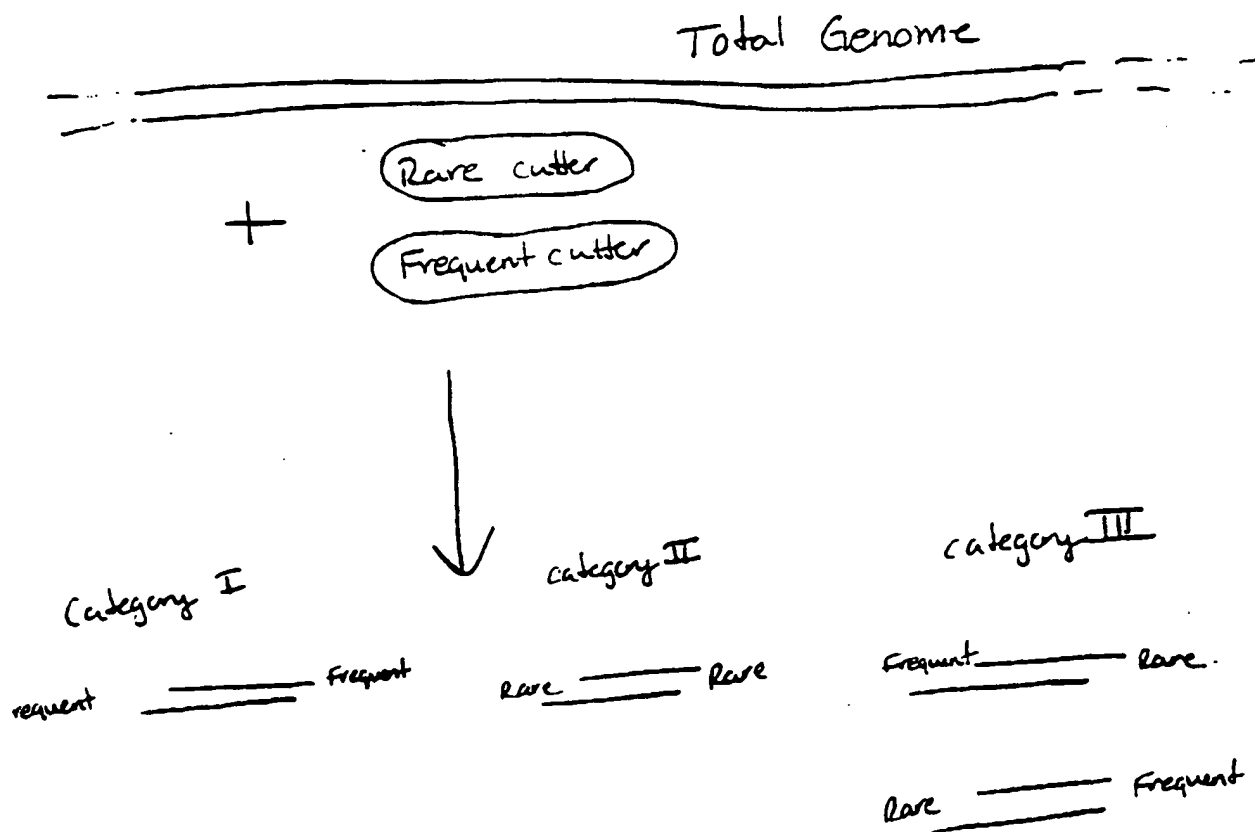 Total Genome
+
Rare cutter
Frequent cutter
Category I
category II
category III
requent Frequent
Rare Rare
Frequent Rare.
Rare Frequent